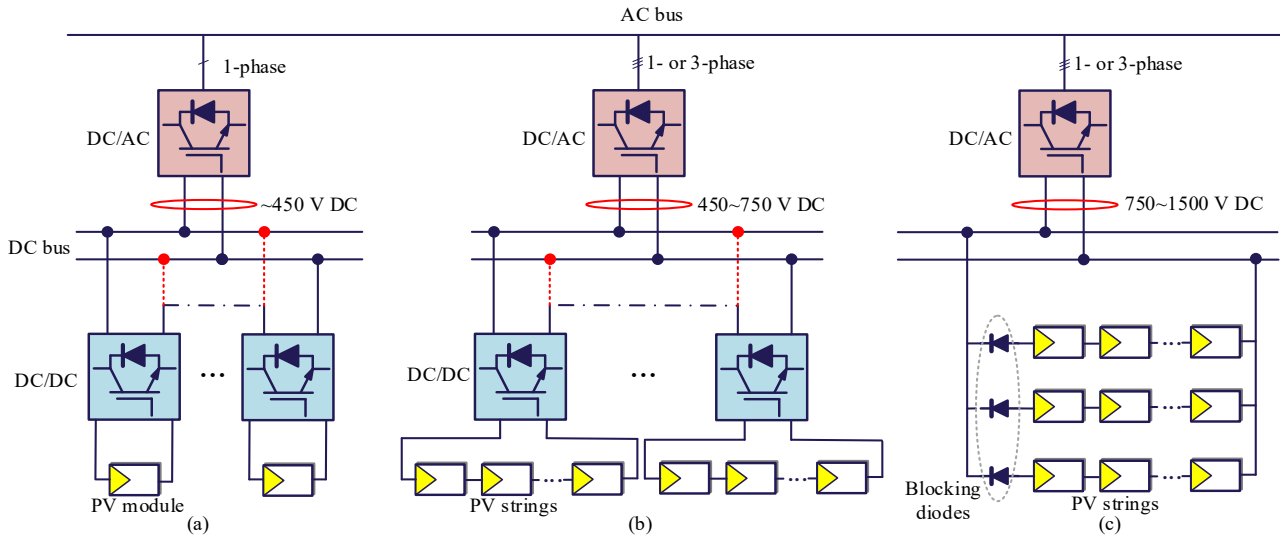 AC bus
1-phase
1- or 3-phase
1- or 3-phase
DC/AC
DC/AC
DC/AC
~450 V DC
450~750 V DC
750~1500 V DC
DC bus
DC/DC
...
DC/DC
...
...
...
...
...
...
PV module
PV strings
Blocking
diodes
PV strings
(a)
(b)
(c)